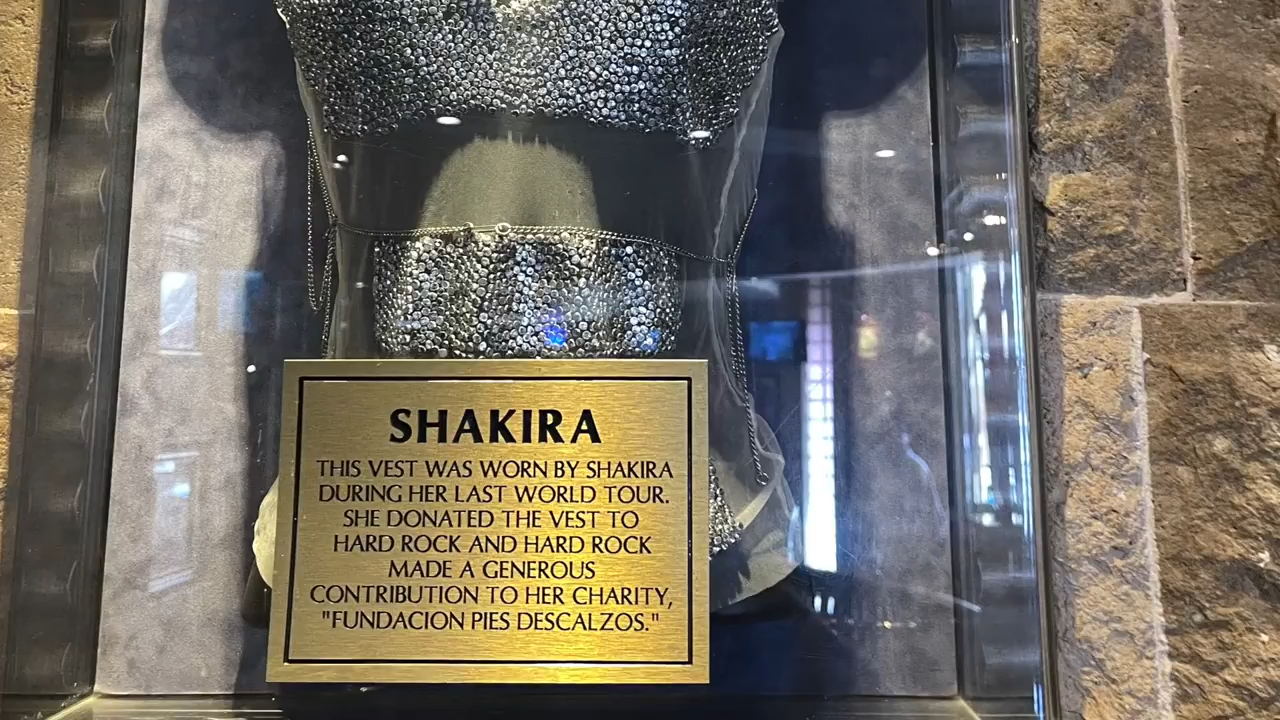 SHAKIRA
THIS VEST WAS WORN BY SHAKIRA
DURING HER LAST WORLD TOUR.
SHE DONATED THE VEST TO
HARD ROCK AND HARD ROCK
MADE A GENEROUS
CONTRIBUTION TO HER CHARITY,
"FUNDACION PIES DESCALZOS."